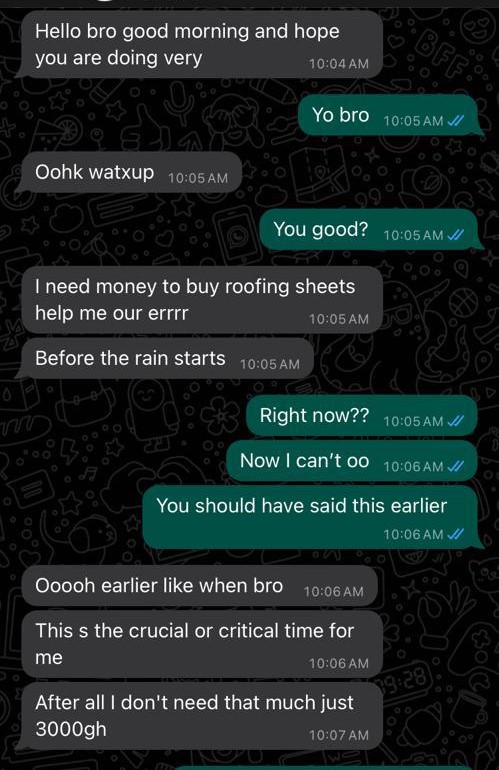 Hello bro good morning and hope
you are doing very
10:04 AM
Yo bro 10:05 AM
Oohk watxup 10:05 AM
You good? 10:05 AM
I need money to buy roofing sheets
help me our errrr
10:05 AM
Before the rain starts 10:05 AM
Right now?? 10:05 AM
Now I can’t oo 10:06 AM
You should have said this earlier
10:06 AM
Ooooh earlier like when bro 10:06 AM
This s the crucial or critical time for
me
10:06 AM
After all I don't need that much just
3000gh
10:07 AM